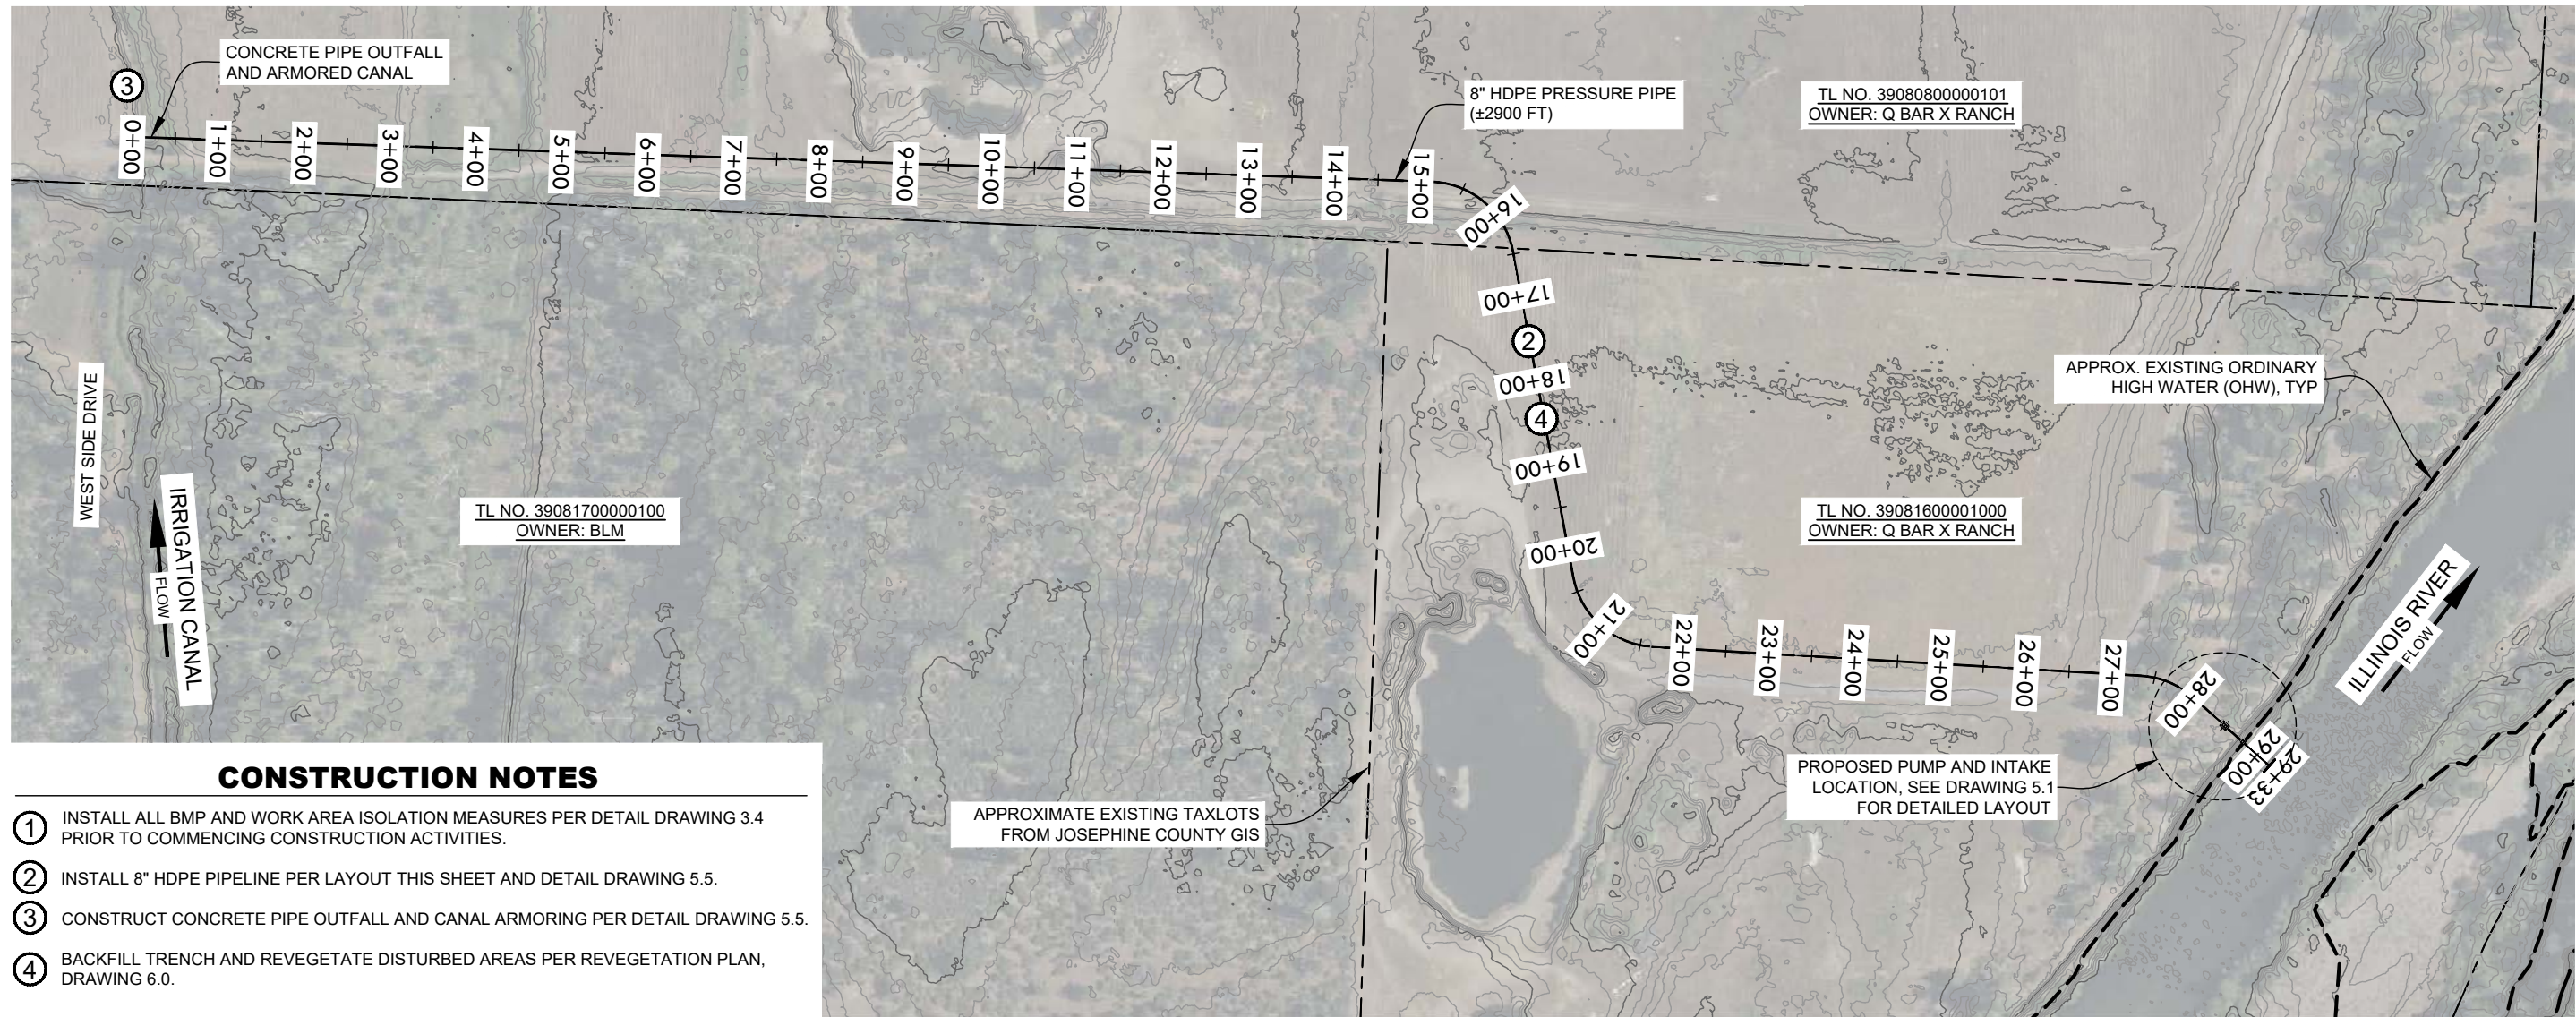 CONCRETE PIPE OUTFALL
AND ARMORED CANAL
3
8" HDPE PRESSURE PIPE
(±2900 FT)
TL NO. 39080800000101
OWNER: Q BAR X RANCH
0+00
1+00
2+00
3+00
4+00
5+00
6+00
7+00
8+00
9+00
10+00
11+00
12+00
13+00
14+00
15+00
16+00
17+00
2
18+00
4
19+00
20+00
21+00
22+00
23+00
24+00
25+00
26+00
27+00
28+00
29+00
29+33
APPROX. EXISTING ORDINARY
HIGH WATER (OHW), TYP
WEST SIDE DRIVE
IRRIGATION CANAL
FLOW
TL NO. 39081700000100
OWNER: BLM
TL NO. 39081600001000
OWNER: Q BAR X RANCH
ILLINOIS RIVER
FLOW
PROPOSED PUMP AND INTAKE
LOCATION, SEE DRAWING 5.1
FOR DETAILED LAYOUT
APPROXIMATE EXISTING TAXLOTS
FROM JOSEPHINE COUNTY GIS
CONSTRUCTION NOTES
1 INSTALL ALL BMP AND WORK AREA ISOLATION MEASURES PER DETAIL DRAWING 3.4
PRIOR TO COMMENCING CONSTRUCTION ACTIVITIES.
2 INSTALL 8" HDPE PIPELINE PER LAYOUT THIS SHEET AND DETAIL DRAWING 5.5.
3 CONSTRUCT CONCRETE PIPE OUTFALL AND CANAL ARMORING PER DETAIL DRAWING 5.5.
4 BACKFILL TRENCH AND REVEGETATE DISTURBED AREAS PER REVEGETATION PLAN,
DRAWING 6.0.